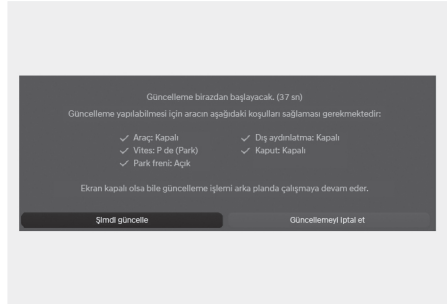 Güncelleme birazdan başlayacak. (37 sn)
Güncelleme yapılabilmesi için aracın aşağıdaki koşulları sağlaması gerekmektedir:
Araç: Kapalı
Dış aydınlatma: Kapalı
Vites: P de (Park)
Kaput: Kapalı
Park freni: Açık
Ekran kapalı olsa bile güncelleme işlemi arka planda çalışmaya devam eder.
Şimdi güncelle
Güncellemeyi iptal et